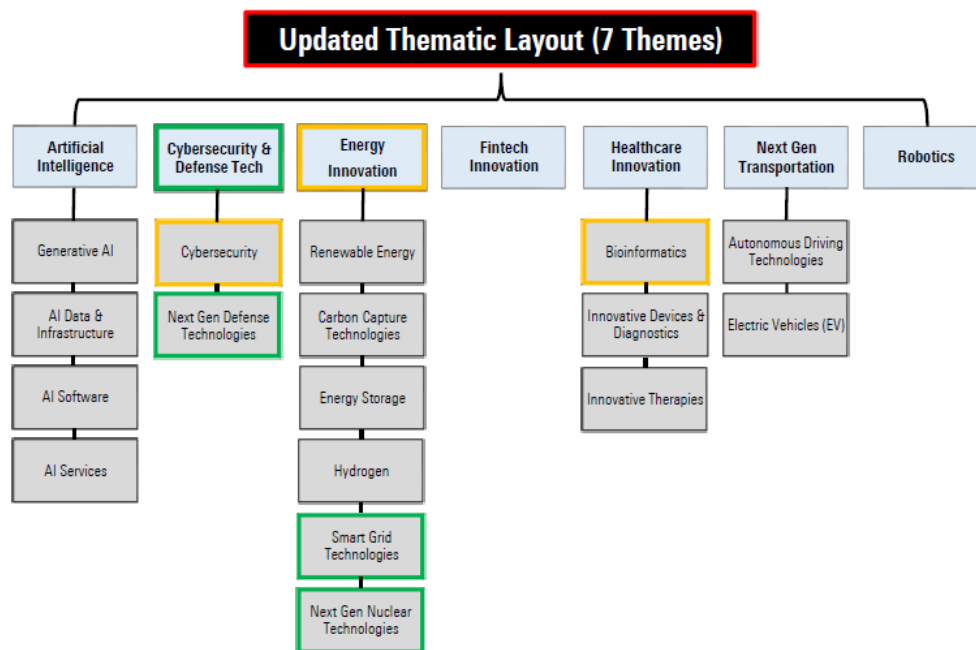 Updated Thematic Layout (7 Themes)
Artificial
Intelligence
Cybersecurity &
Defense Tech
Energy
Innovation
Fintech
Innovation
Healthcare
Innovation
Next Gen
Transportation
Robotics
Generative AI
AI Data &
Infrastructure
AI Software
AI Services
Cybersecurity
Next Gen Defense
Technologies
Renewable Energy
Carbon Capture
Technologies
Energy Storage
Hydrogen
Smart Grid
Technologies
Next Gen Nuclear
Technologies
Bioinformatics
Innovative Devices &
Diagnostics
Innovative Therapies
Autonomous Driving
Technologies
Electric Vehicles (EV)